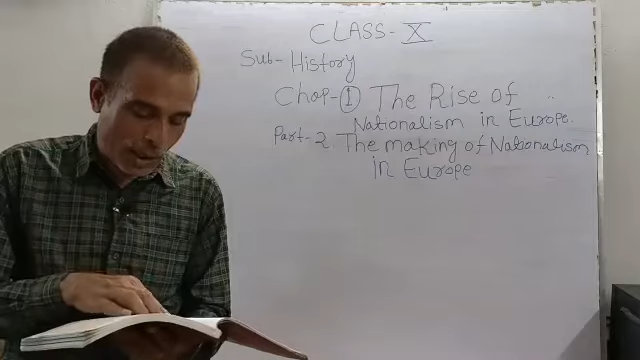 CLASS-X
Sub- History
Chap-① The Rise of
Nationalism in Europe.
Part-2 The making of Nationalism
in Europe